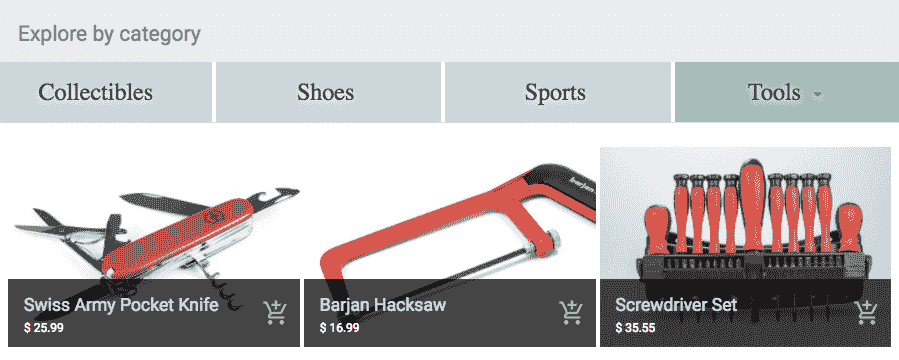 Explore by category
Collectibles
Shoes
Sports
Tools
barjan
Swiss Army Pocket Knife
$ 25.99
Barjan Hacksaw
$ 16.99
Screwdriver Set
$ 35.55